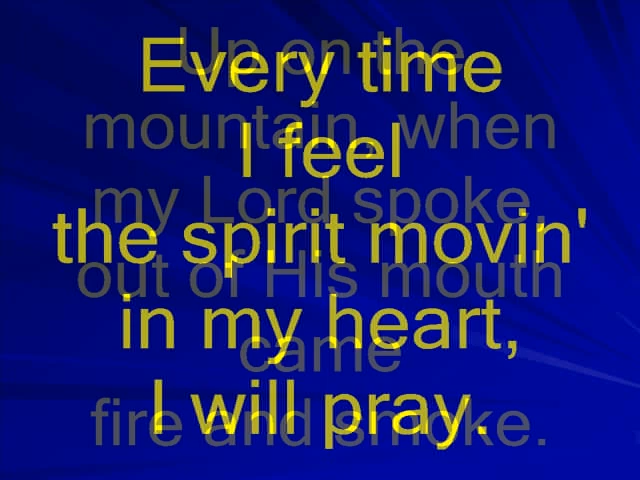 Every time
I feel
the spirit movin'
in my heart,
I will pray.
Up on the
mountain, when
my Lord spoke,
out of His mouth
came
fire and smoke.